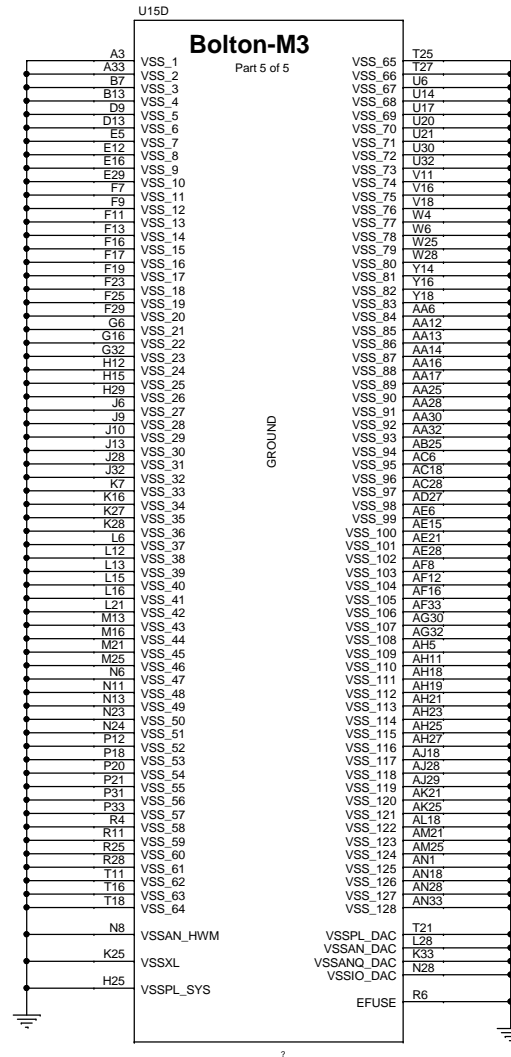 U15D
Bolton-M3
Part 5 of 5
A3 VSS_1 VSS_65 T25
A33 VSS_2 VSS_66 T27
B7 VSS_3 VSS_67 U6
B13 VSS_4 VSS_68 U14
D9 VSS_5 VSS_69 U17
D13 VSS_6 VSS_70 U20
E5 VSS_7 VSS_71 U21
E12 VSS_8 VSS_72 U30
E16 VSS_9 VSS_73 U32
E29 VSS_10 VSS_74 V11
F7 VSS_11 VSS_75 V16
F9 VSS_12 VSS_76 V18
F11 VSS_13 VSS_77 W4
F13 VSS_14 VSS_78 W6
F16 VSS_15 VSS_79 W25
F17 VSS_16 VSS_80 W28
F19 VSS_17 VSS_81 Y14
F23 VSS_18 VSS_82 Y16
F25 VSS_19 VSS_83 Y18
F29 VSS_20 VSS_84 AA6
G6 VSS_21 VSS_85 AA12
G16 VSS_22 VSS_86 AA13
G32 VSS_23 VSS_87 AA14
H12 VSS_24 VSS_88 AA16
H15 VSS_25 VSS_89 AA17
H29 VSS_26 VSS_90 AA25
J6 VSS_27 VSS_91 AA28
J9 VSS_28 VSS_92 AA30
J10 VSS_29 VSS_93 AA32
J13 VSS_30 VSS_94 AB25
J28 VSS_31 VSS_95 AC6
J32 VSS_32 VSS_96 AC18
K7 VSS_33 VSS_97 AC28
K16 VSS_34 VSS_98 AD27
K27 VSS_35 VSS_99 AE6
K28 VSS_36 VSS_100 AE15
L6 VSS_37 VSS_101 AE21
L12 VSS_38 VSS_102 AE28
L13 VSS_39 VSS_103 AF8
L15 VSS_40 VSS_104 AF12
L16 VSS_41 VSS_105 AF16
L21 VSS_42 VSS_106 AF33
M13 VSS_43 VSS_107 AG30
M16 VSS_44 VSS_108 AG32
M21 VSS_45 VSS_109 AH5
M25 VSS_46 VSS_110 AH11
N6 VSS_47 VSS_111 AH18
N11 VSS_48 VSS_112 AH19
N13 VSS_49 VSS_113 AH21
N23 VSS_50 VSS_114 AH23
N24 VSS_51 VSS_115 AH25
P12 VSS_52 VSS_116 AH27
P18 VSS_53 VSS_117 AJ18
P20 VSS_54 VSS_118 AJ28
P21 VSS_55 VSS_119 AJ29
P31 VSS_56 VSS_120 AK21
P33 VSS_57 VSS_121 AK25
R4 VSS_58 VSS_122 AL18
R11 VSS_59 VSS_123 AM21
R25 VSS_60 VSS_124 AM25
R28 VSS_61 VSS_125 AN1
T11 VSS_62 VSS_126 AN18
T16 VSS_63 VSS_127 AN28
T18 VSS_64 VSS_128 AN33
GROUND
N8 VSSAN_HWM VSSPL_DAC T21
VSSAN_DAC L28
K25 VSSXL VSSANQ_DAC K33
VSSIO_DAC N28
H25 VSSPL_SYS
EFUSE R6
?